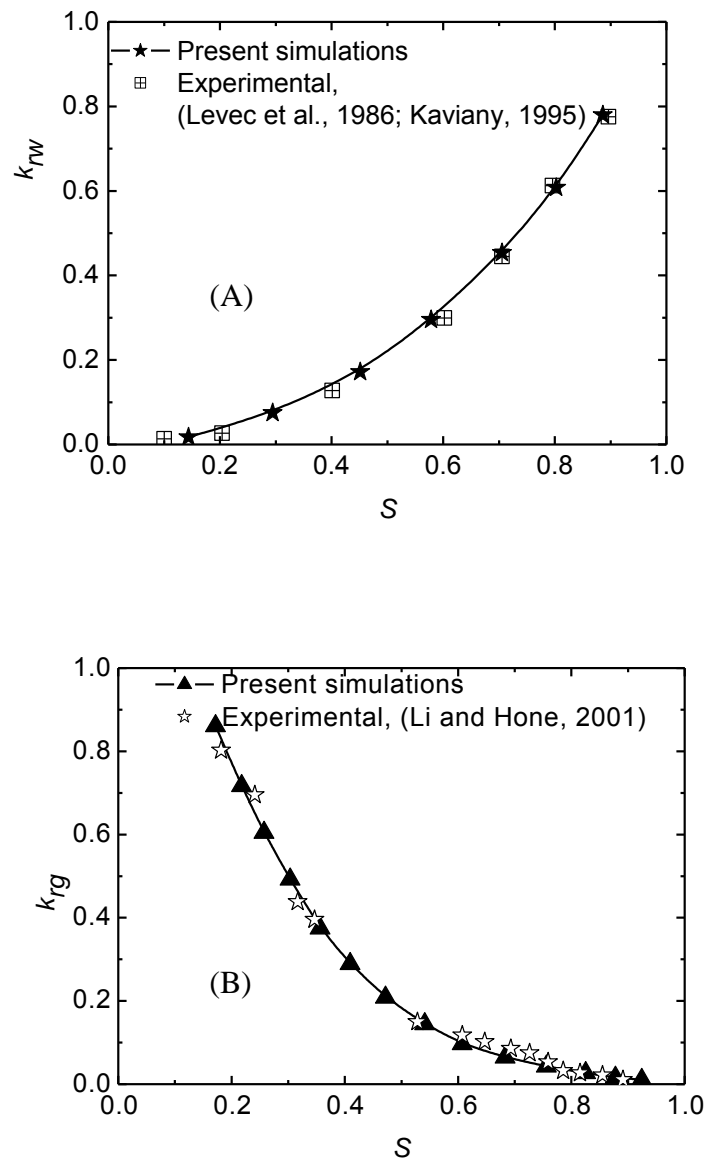 1.0
Present simulations
Experimental,
(Levec et al., 1986; Kaviany, 1995)
0.8
0.6
0.4
0.2
0.0
k_rw
(A)
0.0 0.2 0.4 0.6 0.8 1.0
S
1.0
Present simulations
Experimental, (Li and Hone, 2001)
0.8
0.6
0.4
0.2
0.0
k_rg
(B)
0.0 0.2 0.4 0.6 0.8 1.0
S